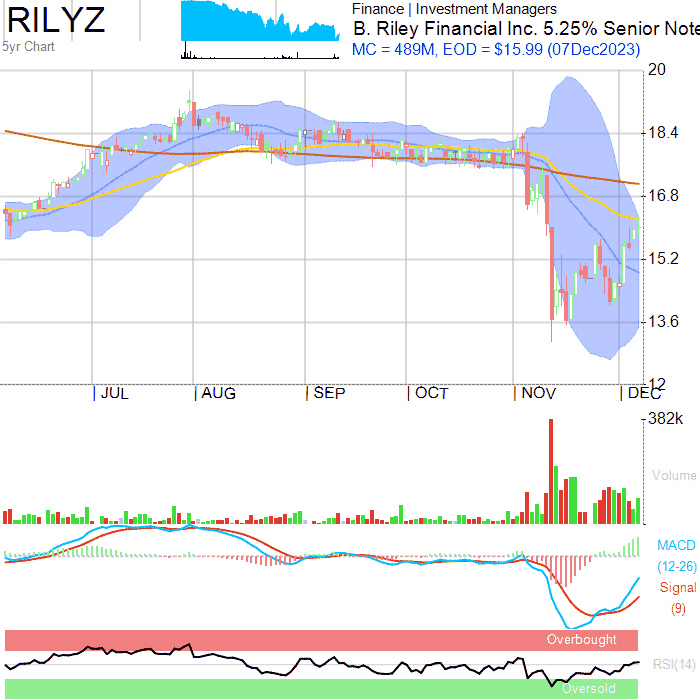 RILYZ
5yr Chart
Finance | Investment Managers
B. Riley Financial Inc. 5.25% Senior Note
MC = 489M, EOD = $15.99 (07Dec2023)
20
18.4
16.8
15.2
13.6
12
JUL AUG SEP OCT NOV DEC
382k
Volume
MACD
(12-26)
Signal
(9)
Overbought
RSI(14)
Oversold